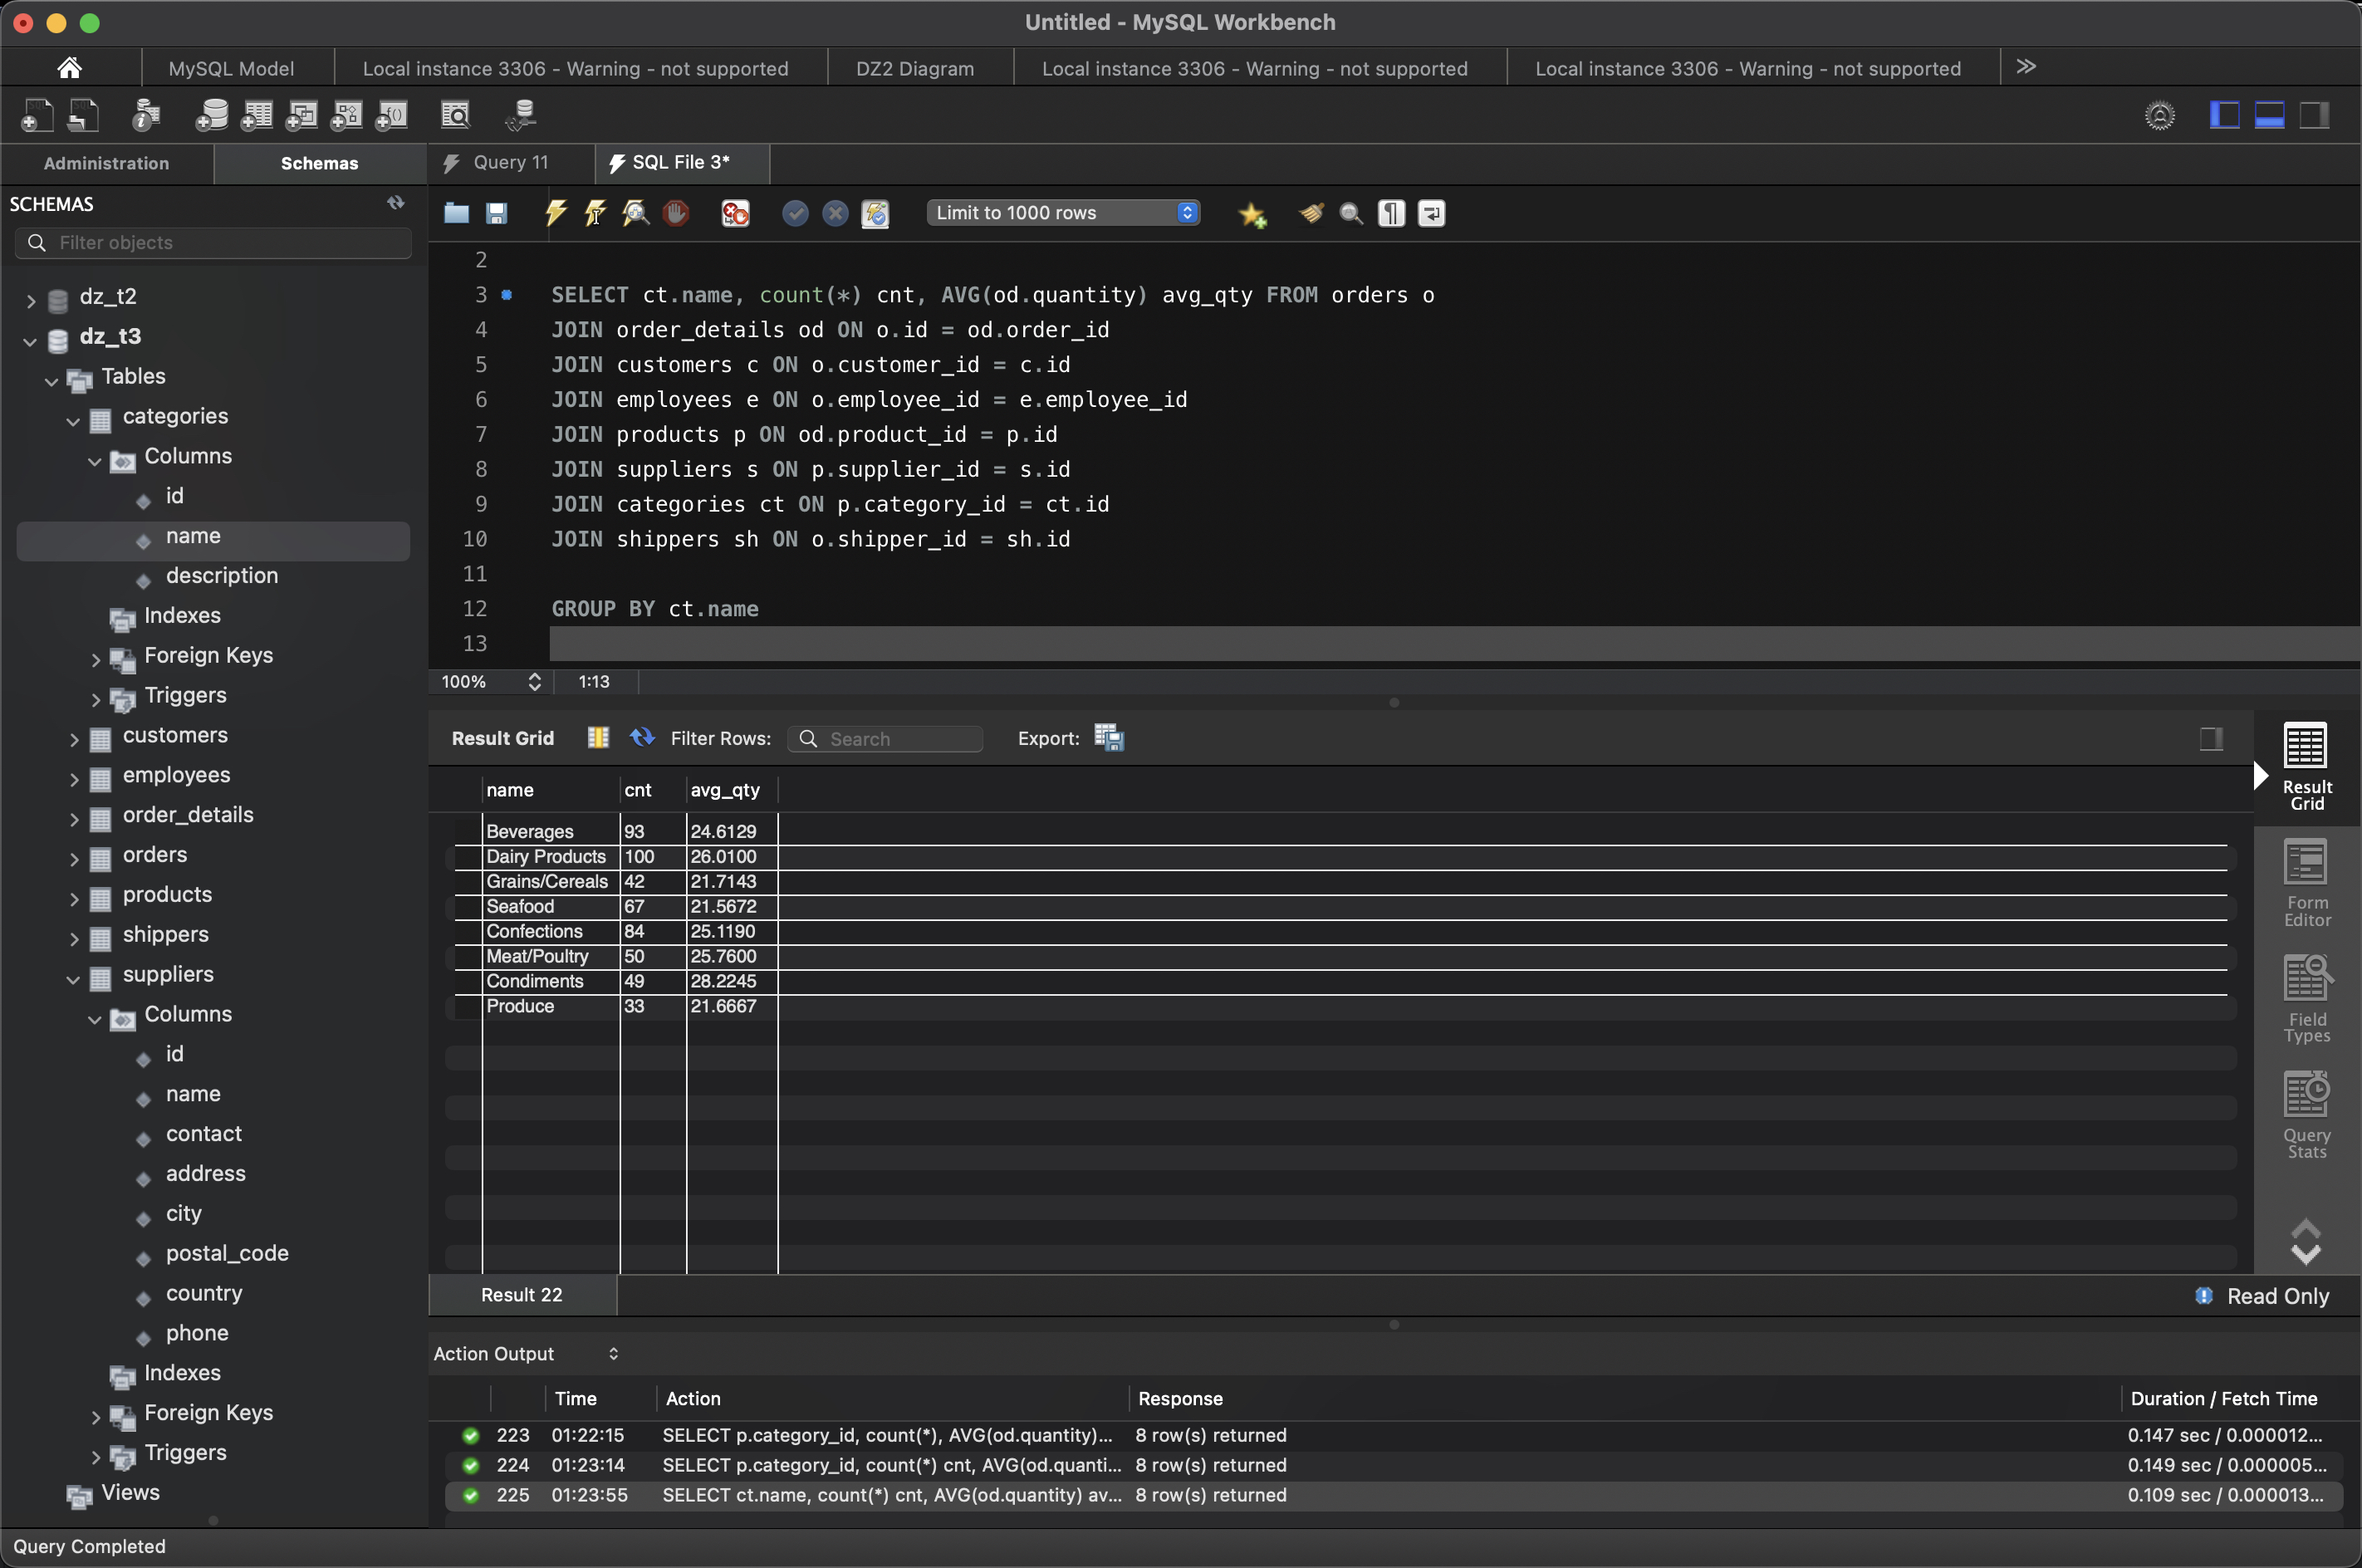 Untitled - MySQL Workbench
MySQL Model
Local instance 3306 - Warning - not supported
DZ2 Diagram
Local instance 3306 - Warning - not supported
Local instance 3306 - Warning - not supported
Administration
Schemas
Query 11
SQL File 3*
SCHEMAS
Filter objects
Limit to 1000 rows
dz_t2
dz_t3
Tables
categories
Columns
id
name
description
Indexes
Foreign Keys
Triggers
customers
employees
order_details
orders
products
shippers
suppliers
Columns
id
name
contact
address
city
postal_code
country
phone
Indexes
Foreign Keys
Triggers
Views
2
3 SELECT ct.name, count(*) cnt, AVG(od.quantity) avg_qty FROM orders o
4 JOIN order_details od ON o.id = od.order_id
5 JOIN customers c ON o.customer_id = c.id
6 JOIN employees e ON o.employee_id = e.employee_id
7 JOIN products p ON od.product_id = p.id
8 JOIN suppliers s ON p.supplier_id = s.id
9 JOIN categories ct ON p.category_id = ct.id
10 JOIN shippers sh ON o.shipper_id = sh.id
11
12 GROUP BY ct.name
13
100% 1:13
Result Grid Filter Rows: Search Export:
name cnt avg_qty
Beverages 93 24.6129
Dairy Products 100 26.0100
Grains/Cereals 42 21.7143
Seafood 67 21.5672
Confections 84 25.1190
Meat/Poultry 50 25.7600
Condiments 49 28.2245
Produce 33 21.6667
Result
Grid
Form
Editor
Field
Types
Query
Stats
Result 22
Read Only
Action Output
Time Action Response Duration / Fetch Time
223 01:22:15 SELECT p.category_id, count(*), AVG(od.quantity)... 8 row(s) returned 0.147 sec / 0.000012...
224 01:23:14 SELECT p.category_id, count(*) cnt, AVG(od.quanti... 8 row(s) returned 0.149 sec / 0.000005...
225 01:23:55 SELECT ct.name, count(*) cnt, AVG(od.quantity) av... 8 row(s) returned 0.109 sec / 0.000013...
Query Completed